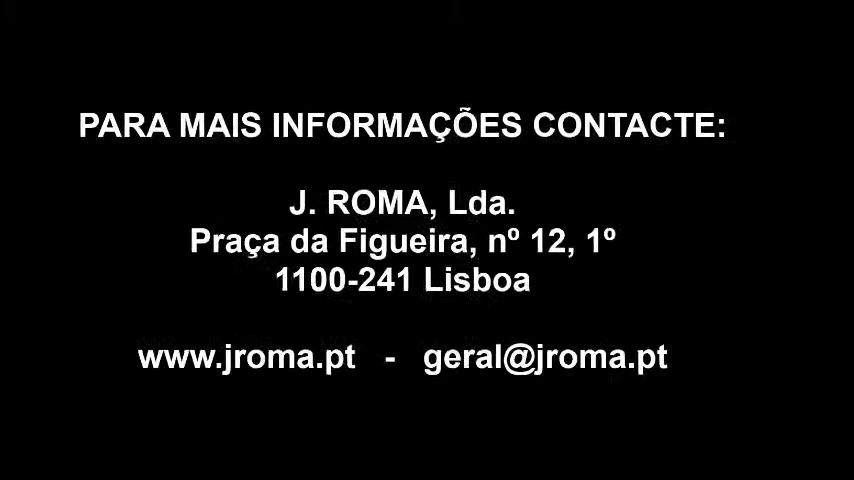 PARA MAIS INFORMAÇÕES CONTACTE:
J. ROMA, Lda.
Praça da Figueira, nº 12, 1º
1100-241 Lisboa
www.jroma.pt - geral@jroma.pt